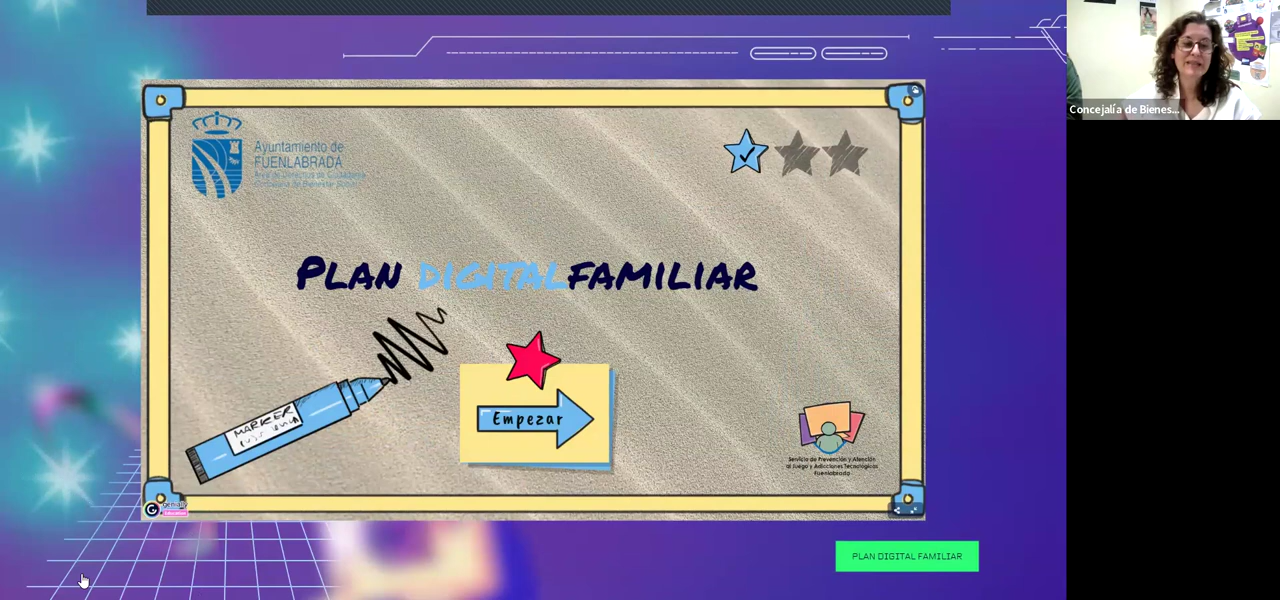 Concejalía de Bienes...
Ayuntamiento de
FUENLABRADA
PLAN DIGITAL FAMILIAR
MARKER
Empezar
Servicio de Prevención y Atención
al Juego y Adicciones Tecnológicas
Fuenlabrada
genially
PLAN DIGITAL FAMILIAR